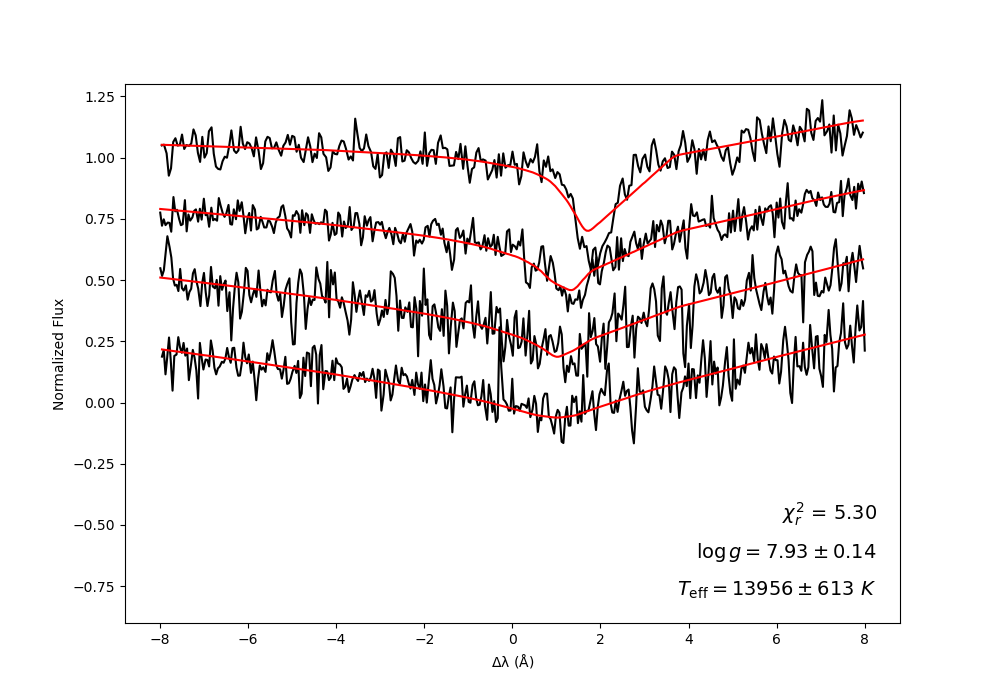 1.25
1.00
0.75
0.50
0.25
0.00
−0.25
−0.50
−0.75
Normalized Flux
χ²ᵣ = 5.30
log g = 7.93 ± 0.14
T_eff = 13956 ± 613 K
−8 −6 −4 −2 0 2 4 6 8
Δλ (Å)